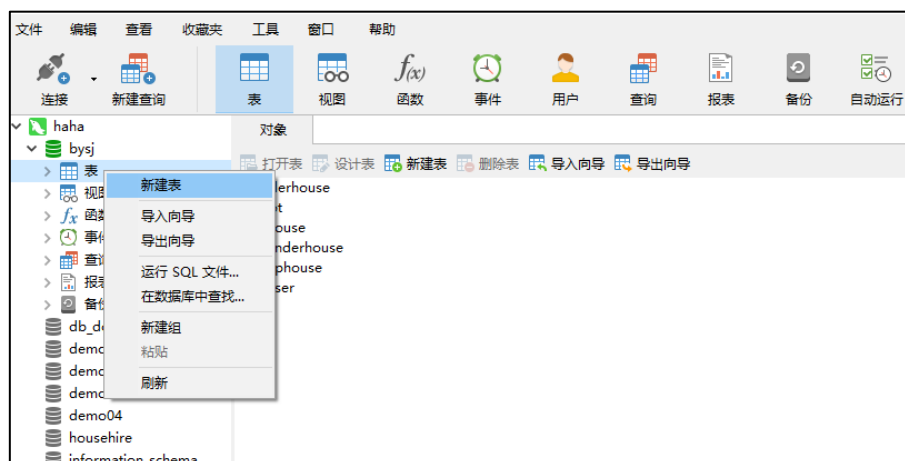 文件 编辑 查看 收藏夹 工具 窗口 帮助
连接 新建查询 表 视图 函数 事件 用户 查询 报表 备份 自动运行
haha
对象
bysj
打开表 设计表 新建表 删除表 导入向导 导出向导
表
新建表
导入向导
导出向导
运行 SQL 文件...
在数据库中查找...
新建组
粘贴
刷新
derhouse
ouse
nderhouse
phouse
ser
demo04
househire
information_schema